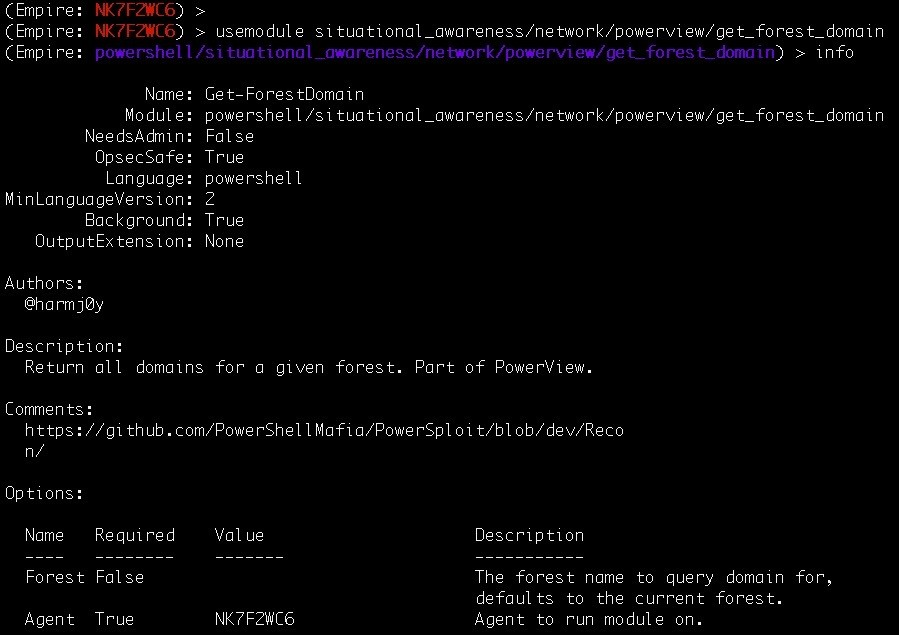 (Empire: NK7F2WC6) >
(Empire: NK7F2WC6) > usemodule situational_awareness/network/powerview/get_forest_domain
(Empire: powershell/situational_awareness/network/powerview/get_forest_domain) > info
Name: Get-ForestDomain
Module: powershell/situational_awareness/network/powerview/get_forest_domain
NeedsAdmin: False
OpsecSafe: True
Language: powershell
MinLanguageVersion: 2
Background: True
OutputExtension: None
Authors:
@harmj0y
Description:
Return all domains for a given forest. Part of PowerView.
Comments:
https://github.com/PowerShellMafia/PowerSploit/blob/dev/Reco
n/
Options:
Name Required Value Description
---- -------- ------- -----------
Forest False The forest name to query domain for,
defaults to the current forest.
Agent True NK7F2WC6 Agent to run module on.